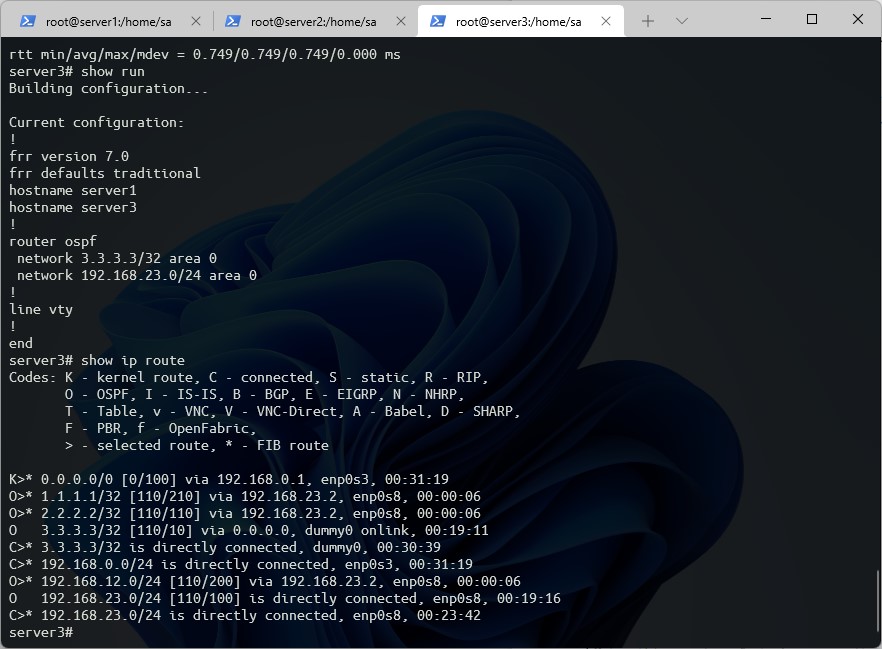 root@server1:/home/sa
root@server2:/home/sa
root@server3:/home/sa
rtt min/avg/max/mdev = 0.749/0.749/0.749/0.000 ms
server3# show run
Building configuration...
Current configuration:
!
frr version 7.0
frr defaults traditional
hostname server1
hostname server3
!
router ospf
 network 3.3.3.3/32 area 0
 network 192.168.23.0/24 area 0
!
line vty
!
end
server3# show ip route
Codes: K - kernel route, C - connected, S - static, R - RIP,
       O - OSPF, I - IS-IS, B - BGP, E - EIGRP, N - NHRP,
       T - Table, v - VNC, V - VNC-Direct, A - Babel, D - SHARP,
       F - PBR, f - OpenFabric,
       > - selected route, * - FIB route
K>* 0.0.0.0/0 [0/100] via 192.168.0.1, enp0s3, 00:31:19
O>* 1.1.1.1/32 [110/210] via 192.168.23.2, enp0s8, 00:00:06
O>* 2.2.2.2/32 [110/110] via 192.168.23.2, enp0s8, 00:00:06
O   3.3.3.3/32 [110/10] via 0.0.0.0, dummy0 onlink, 00:19:11
C>* 3.3.3.3/32 is directly connected, dummy0, 00:30:39
C>* 192.168.0.0/24 is directly connected, enp0s3, 00:31:19
O>* 192.168.12.0/24 [110/200] via 192.168.23.2, enp0s8, 00:00:06
O   192.168.23.0/24 [110/100] is directly connected, enp0s8, 00:19:16
C>* 192.168.23.0/24 is directly connected, enp0s8, 00:23:42
server3#